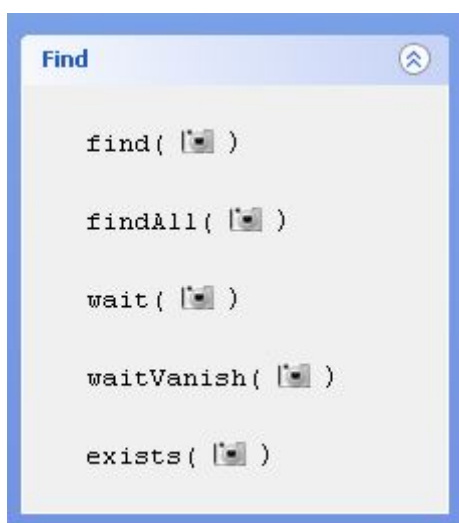 Find
find( )
findAll( )
wait( )
waitVanish( )
exists( )